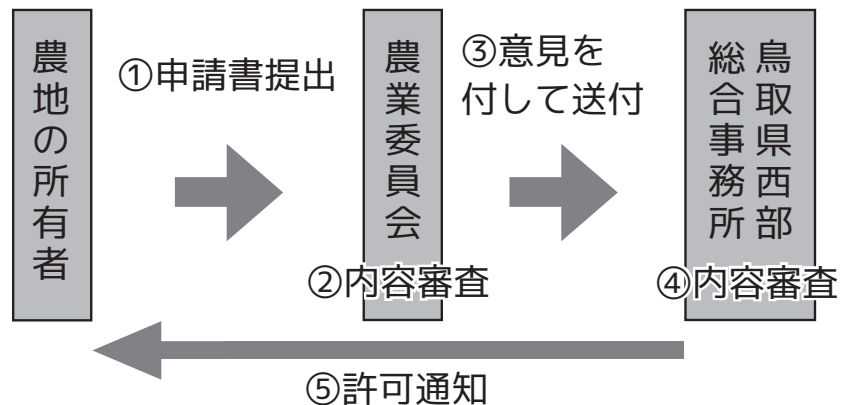 農地の所有者
①申請書提出
農業委員会
②内容審査
③意見を
付して送付
鳥取県西部
総合事務所
④内容審査
⑤許可通知